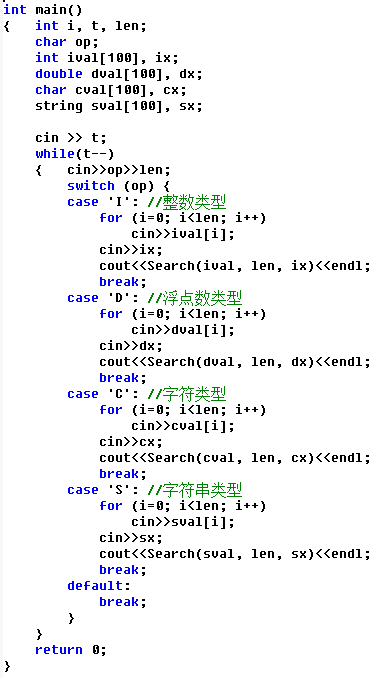 int main()
{   int i, t, len;
    char op;
    int ival[100], ix;
    double dval[100], dx;
    char cval[100], cx;
    string sval[100], sx;

    cin >> t;
    while(t--)
    {   cin>>op>>len;
        switch (op) {
        case 'I': //整数类型
            for (i=0; i<len; i++)
                cin>>ival[i];
            cin>>ix;
            cout<<Search(ival, len, ix)<<endl;
            break;
        case 'D': //浮点数类型
            for (i=0; i<len; i++)
                cin>>dval[i];
            cin>>dx;
            cout<<Search(dval, len, dx)<<endl;
            break;
        case 'C': //字符类型
            for (i=0; i<len; i++)
                cin>>cval[i];
            cin>>cx;
            cout<<Search(cval, len, cx)<<endl;
            break;
        case 'S': //字符串类型
            for (i=0; i<len; i++)
                cin>>sval[i];
            cin>>sx;
            cout<<Search(sval, len, sx)<<endl;
            break;
        default:
            break;
        }
    }
    return 0;
}